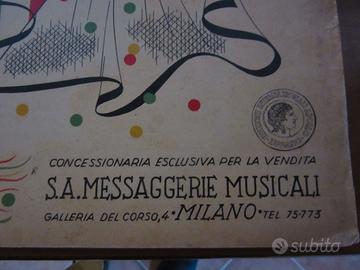 CONCESSIONARIA ESCLUSIVA PER LA VENDITA
S.A. MESSAGGERIE MUSICALI
GALLERIA DEL CORSO, 4 • MILANO • TEL 75-773
subito